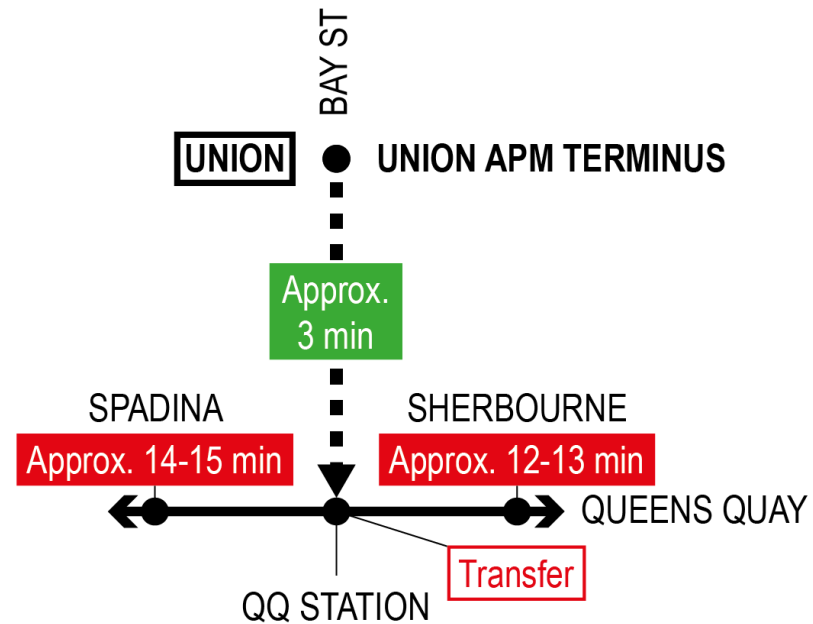 BAY ST
UNION
UNION APM TERMINUS
Approx.
3 min
SPADINA
SHERBOURNE
Approx. 14-15 min
Approx. 12-13 min
QUEENS QUAY
Transfer
QQ STATION